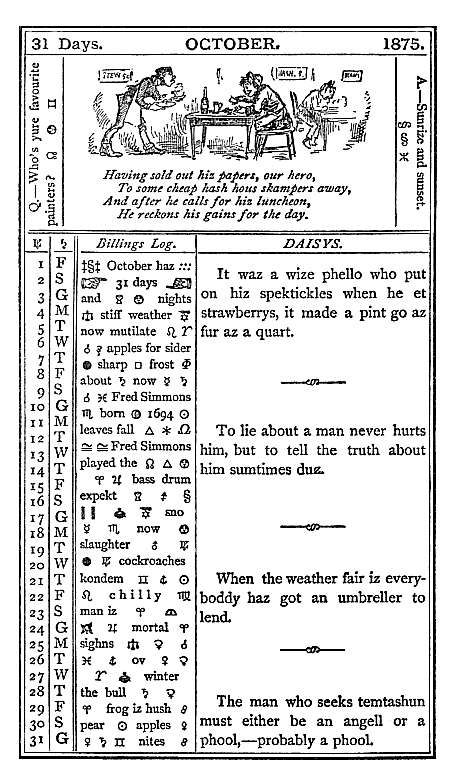 31 Days. OCTOBER. 1875.
Q.—Who's yure favourite
painters? ♌ ☻ ♊
STEW 5c.
HASH. 5.
BEANS
A.—Sunrise and sunset.
Having sold out hiz papers, our hero,
To some cheap hash hous skampers away,
And after he calls for hiz luncheon,
He reckons his gains for the day.
Billings Log.
1 F ‡§‡ October haz :::
2 S 31 days
3 G and ☻ nights
4 M stiff weather
5 T now mutilate ♌ ♈
6 W ☌ ? apples for sider
7 T sharp □ frost Φ
8 F about ♄ now ☿ ♄
9 S ☌ ♓ Fred Simmons
10 G ♏ born 1694 ⊙
11 M leaves fall △ * ♎
12 T ≏ ≏ Fred Simmons
13 W played the ♌ △ ☻
14 T ♈ ♃ bass drum
15 F expekt §
16 S sno
17 G ☿ ♏ now
18 M slaughter ♂
19 T cockroaches
20 W kondem ♊ ⊙
21 T ♌ chilly ♍
22 F man iz ♈
23 S ♃ mortal ♈
24 G sighns ♀ ☌
25 M ♓ ov ♀ ♀
26 T ♈ winter
27 W the bull ♄ ♀
28 T ♈ frog iz hush
29 F pear ⊙ apples ♀
30 S ♀ ♄ ♊ nites
31 G
DAISYS.
It waz a wize phello who put
on hiz spektickles when he et
strawberrys, it made a pint go az
fur az a quart.
To lie about a man never hurts
him, but to tell the truth about
him sumtimes duz.
When the weather fair iz every-
boddy haz got an umbreller to
lend.
The man who seeks temtashun
must either be an angell or a
phool,—probably a phool.